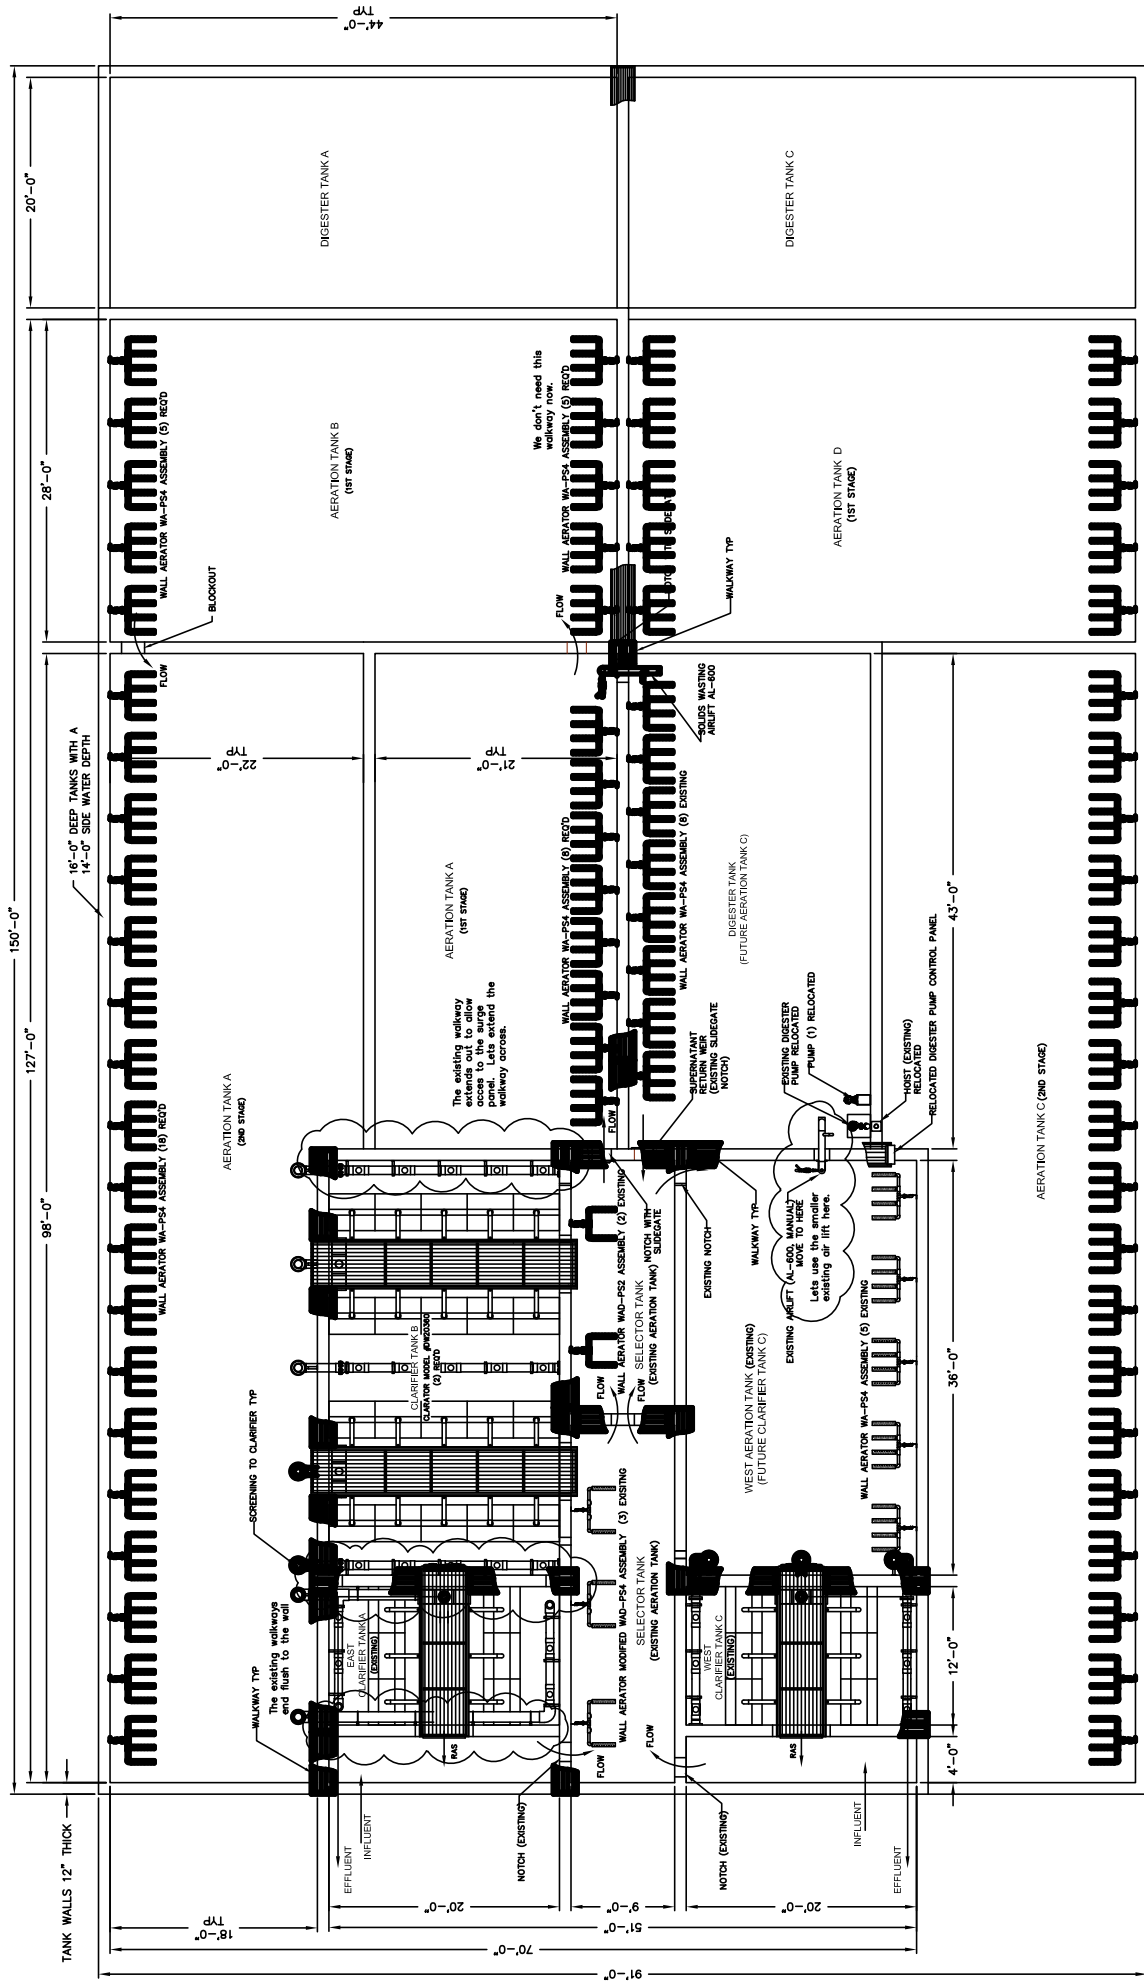 150'-0"
127'-0"
20'-0"
28'-0"
98'-0"
44'-0"
TYP
TANK WALLS 12" THICK
16'-0" DEEP TANKS WITH A
14'-0" SIDE WATER DEPTH
WALL AERATOR WA-PS4 ASSEMBLY (18) REQ'D
WALL AERATOR WA-PS4 ASSEMBLY (5) REQ'D
FLOW
BLOCKOUT
22'-0"
TYP
21'-0"
TYP
18'-0"
TYP
AERATION TANK A
(2ND STAGE)
AERATION TANK B
(1ST STAGE)
DIGESTER TANK A
SCREENING TO CLARIFIER TYP
WALKWAY TYP
The existing walkways
end flush to the wall
EFFLUENT
INFLUENT
EAST
CLARIFIER TANK A
(EXISTING)
RAS
CLARIFIER TANK B
CLARATOR MODEL
(2) REQ'D
The existing walkway
extends out to allow
acces to the surge
panel. Lets extend the
walkway across.
AERATION TANK A
(1ST STAGE)
WALL AERATOR WA-PS4 ASSEMBLY (8) REQ'D
We don't need this
walkway now.
WALL AERATOR WA-PS4 ASSEMBLY (5) REQ'D
FLOW
WALKWAY TYP
SOLIDS WASTING
AIRLIFT AL-600
WALL AERATOR WA-PS4 ASSEMBLY (8) EXISTING
FLOW
NOTCH (EXISTING)
FLOW
WALL AERATOR MODIFIED WAD-PS4 ASSEMBLY (3) EXISITNG
SELECTOR TANK
(EXISTING AERATION TANK)
FLOW
FLOW
WALL AERATOR WAD-PS2 ASSEMBLY (2) EXISTING
SELECTOR TANK
(EXISTING AERATION TANK)
NOTCH WITH
SLIDEGATE
FLOW
NOTCH (EXISTING)
EXISTING NOTCH
SUPERNATANT
RETURN WEIR
(EXISTING SLIDEGATE
NOTCH)
WALKWAY TYP
DIGESTER TANK
(FUTURE AERATION TANK C)
WEST AERATION TANK (EXISTING)
(FUTURE CLARIFIER TANK C)
EXISTING AIRLIFT (AL-600, MANUAL)
MOVE TO HERE
Lets use the smaller
existing air lift here.
EXISTING DIGESTER
PUMP RELOCATED
PUMP (1) RELOCATED
HOIST (EXISTING)
RELOCATED
RELOCATED DIGESTER PUMP CONTROL PANEL
WALL AERATOR WA-PS4 ASSEMBLY (5) EXISTING
WEST
CLARIFIER TANK C
(EXISTING)
RAS
INFLUENT
EFFLUENT
AERATION TANK D
(1ST STAGE)
DIGESTER TANK C
4'-0"
12'-0"
36'-0"
43'-0"
AERATION TANK C (2ND STAGE)
20'-0"
9'-0"
20'-0"
51'-0"
70'-0"
91'-0"